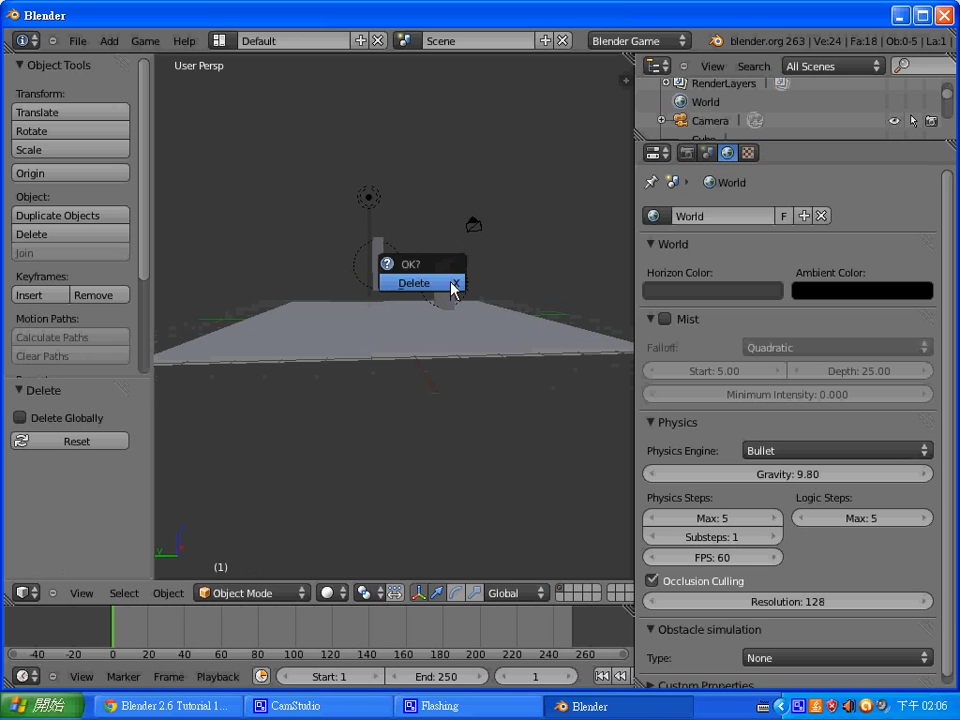 Blender
File Add Game Help Default Scene Blender Game blender.org 263 | Ve:24 | Fa:18 | Ob:0-5 | La:1
Object Tools
Transform:
Translate
Rotate
Scale
Origin
Object:
Duplicate Objects
Delete
Join
Keyframes:
Insert Remove
Motion Paths:
Calculate Paths
Clear Paths
Delete
Delete Globally
Reset
User Persp
OK?
Delete X
(1)
View Search All Scenes
RenderLayers
World
Camera
World
World F
World
Horizon Color: Ambient Color:
Mist
Falloff: Quadratic
Start: 5.00 Depth: 25.00
Minimum Intensity: 0.000
Physics
Physics Engine: Bullet
Gravity: 9.80
Physics Steps: Logic Steps:
Max: 5 Max: 5
Substeps: 1
FPS: 60
Occlusion Culling
Resolution: 128
Obstacle simulation
Type: None
Custom Properties
View Select Object Object Mode Global
-40 -20 0 20 40 60 80 100 120 140 160 180 200 220 240 260
View Marker Frame Playback Start: 1 End: 250 1
開始 Blender 2.6 Tutorial 1... CamStudio Flashing Blender 下午 02:06